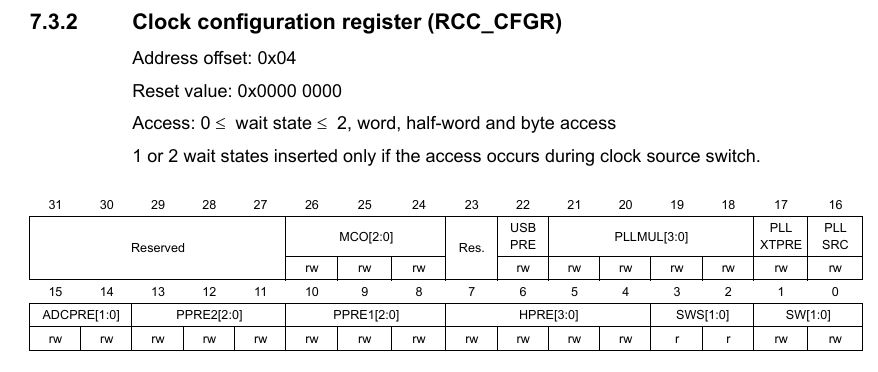 7.3.2 Clock configuration register (RCC_CFGR)
Address offset: 0x04
Reset value: 0x0000 0000
Access: 0 ≤ wait state ≤ 2, word, half-word and byte access
1 or 2 wait states inserted only if the access occurs during clock source switch.
31 30 29 28 27 26 25 24 23 22 21 20 19 18 17 16
Reserved MCO[2:0] Res. USB PRE PLLMUL[3:0] PLL XTPRE PLL SRC
rw rw rw rw rw rw rw rw rw rw
15 14 13 12 11 10 9 8 7 6 5 4 3 2 1 0
ADCPRE[1:0] PPRE2[2:0] PPRE1[2:0] HPRE[3:0] SWS[1:0] SW[1:0]
rw rw rw rw rw rw rw rw rw rw rw rw r r rw rw